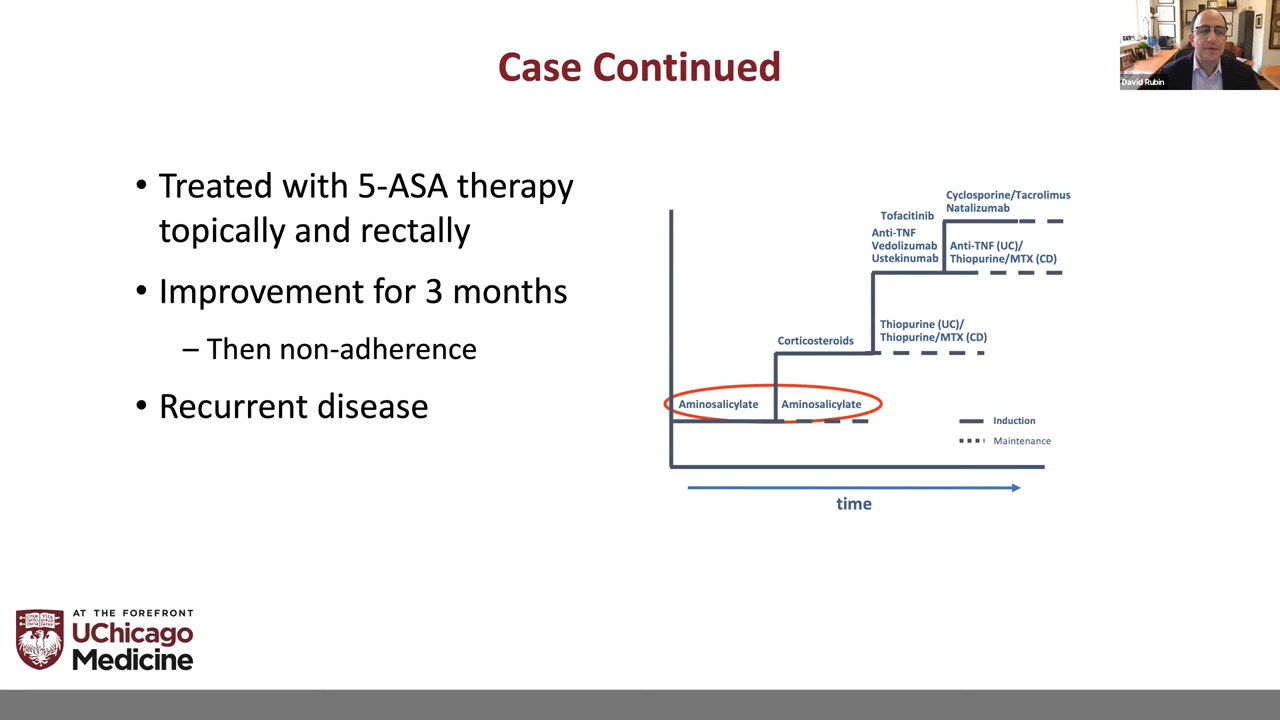 Case Continued
David Rubin
• Treated with 5-ASA therapy
topically and rectally
• Improvement for 3 months
– Then non-adherence
• Recurrent disease
Cyclosporine/Tacrolimus
Natalizumab
Tofacitinib
Anti-TNF
Vedolizumab
Ustekinumab
Anti-TNF (UC)/
Thiopurine/MTX (CD)
Thiopurine (UC)/
Thiopurine/MTX (CD)
Corticosteroids
Aminosalicylate
Aminosalicylate
Induction
Maintenance
time
AT THE FOREFRONT
UChicago
Medicine